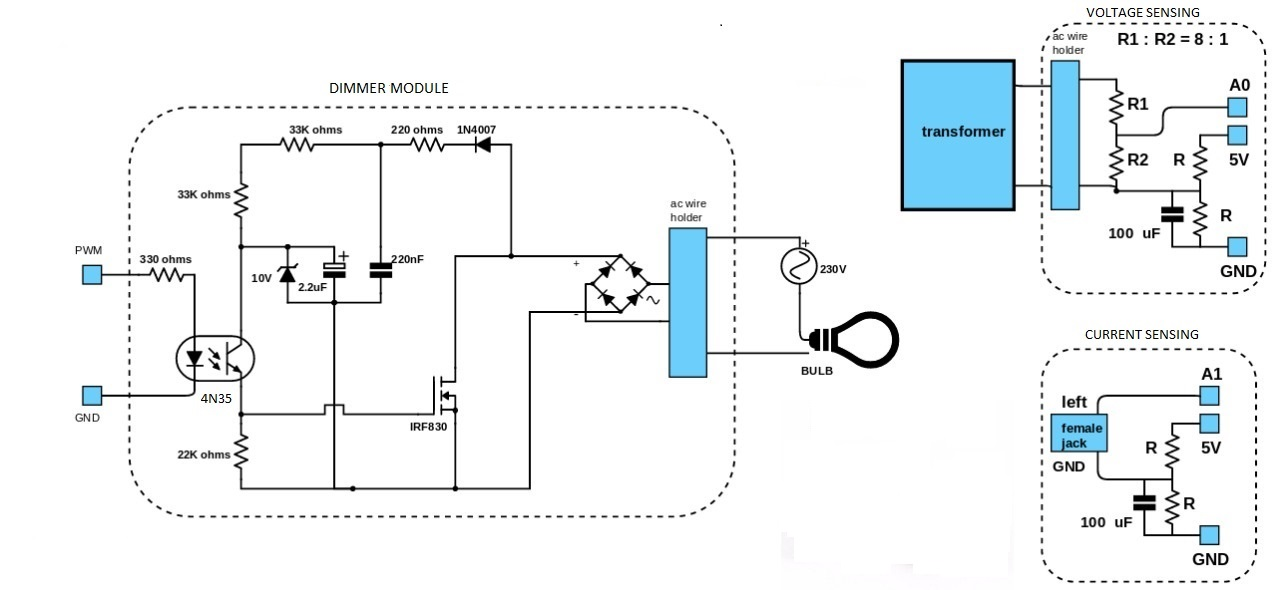 DIMMER MODULE
33K ohms
220 ohms
1N4007
33K ohms
PWM
330 ohms
10V
+
2.2uF
220nF
4N35
GND
22K ohms
IRF830
+
-
ac wire
holder
+
230V
BULB
transformer
VOLTAGE SENSING
ac wire
holder
R1 : R2 = 8 : 1
A0
R1
R2
R
5V
R
100 uF
GND
CURRENT SENSING
A1
left
female
jack
R
5V
GND
R
100 uF
GND